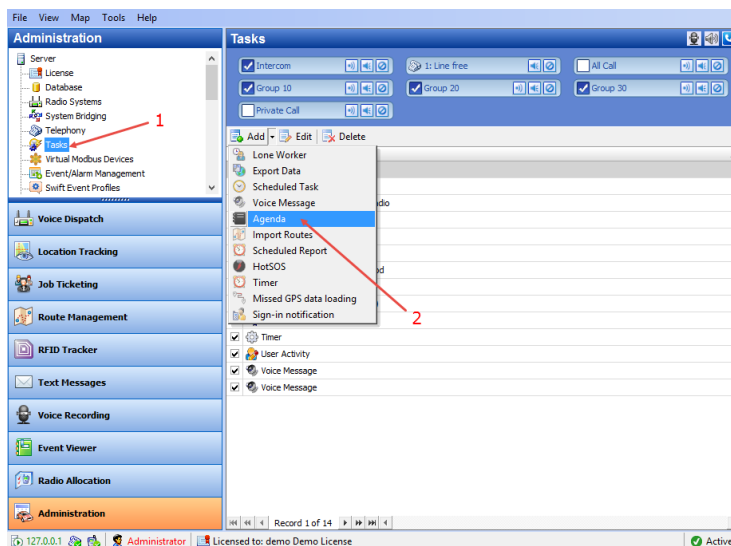 File View Map Tools Help
Administration
Tasks
Server
License
Database
Radio Systems
System Bridging
Telephony
Tasks
Virtual Modbus Devices
Event/Alarm Management
Swift Event Profiles
1
Intercom
1: Line free
All Call
Group 10
Group 20
Group 30
Private Call
Add Edit Delete
Lone Worker
Export Data
Scheduled Task
Voice Message
Agenda
Import Routes
Scheduled Report
HotSOS
Timer
Missed GPS data loading
Sign-in notification
2
Timer
User Activity
Voice Message
Voice Message
Voice Dispatch
Location Tracking
Job Ticketing
Route Management
RFID Tracker
Text Messages
Voice Recording
Event Viewer
Radio Allocation
Administration
Record 1 of 14
127.0.0.1 Administrator Licensed to: demo Demo License Active